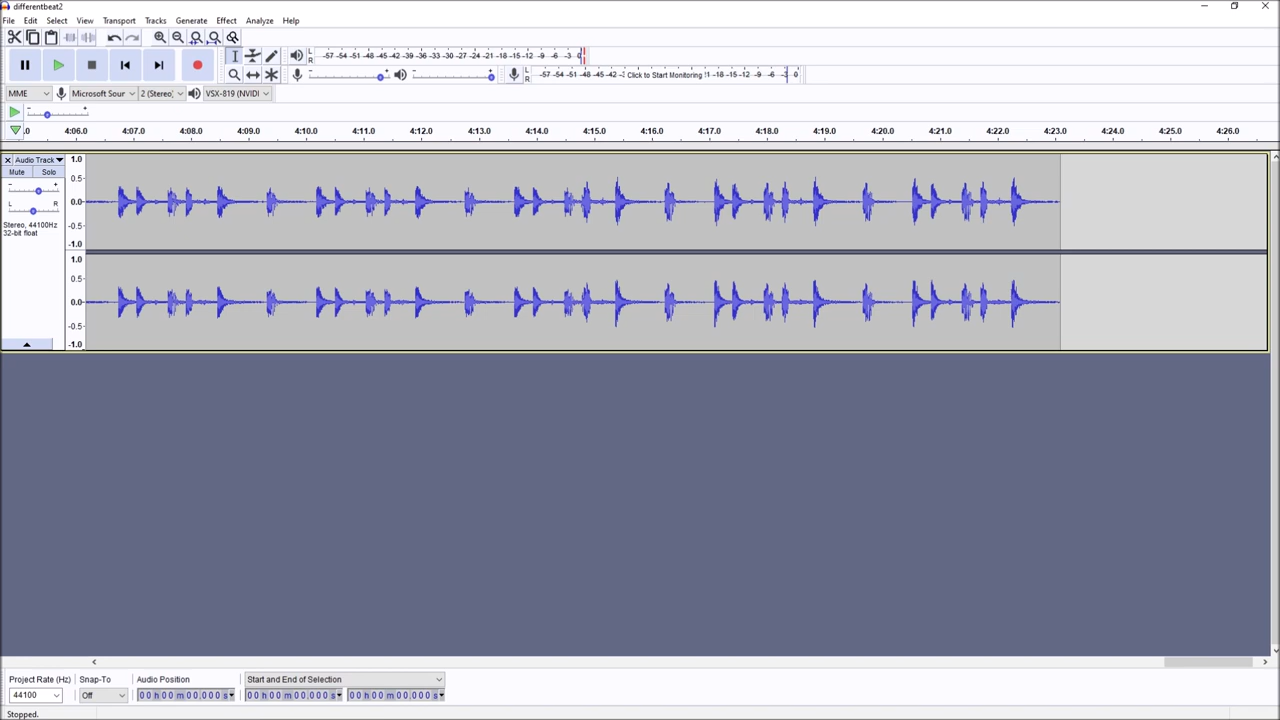 differentbeat2
File Edit Select View Transport Tracks Generate Effect Analyze Help
L
R
-57 -54 -51 -48 -45 -42 -39 -36 -33 -30 -27 -24 -21 -18 -15 -12 -9 -6 -3 0
L
R
-57 -54 -51 -48 -45 -42 Click to Start Monitoring -18 -15 -12 -9 -6 -3 0
MME Microsoft Sour 2 (Stereo) VSX-819 (NVIDI
- +
.0 4:06.0 4:07.0 4:08.0 4:09.0 4:10.0 4:11.0 4:12.0 4:13.0 4:14.0 4:15.0 4:16.0 4:17.0 4:18.0 4:19.0 4:20.0 4:21.0 4:22.0 4:23.0 4:24.0 4:25.0 4:26.0
Audio Track
Mute Solo
- +
L R
Stereo, 44100Hz
32-bit float
1.0
0.5
0.0
-0.5
-1.0
1.0
0.5
0.0
-0.5
-1.0
Project Rate (Hz) Snap-To Audio Position Start and End of Selection
44100 Off 00 h 00 m 00.000 s 00 h 00 m 00.000 s 00 h 00 m 00.000 s
Stopped.